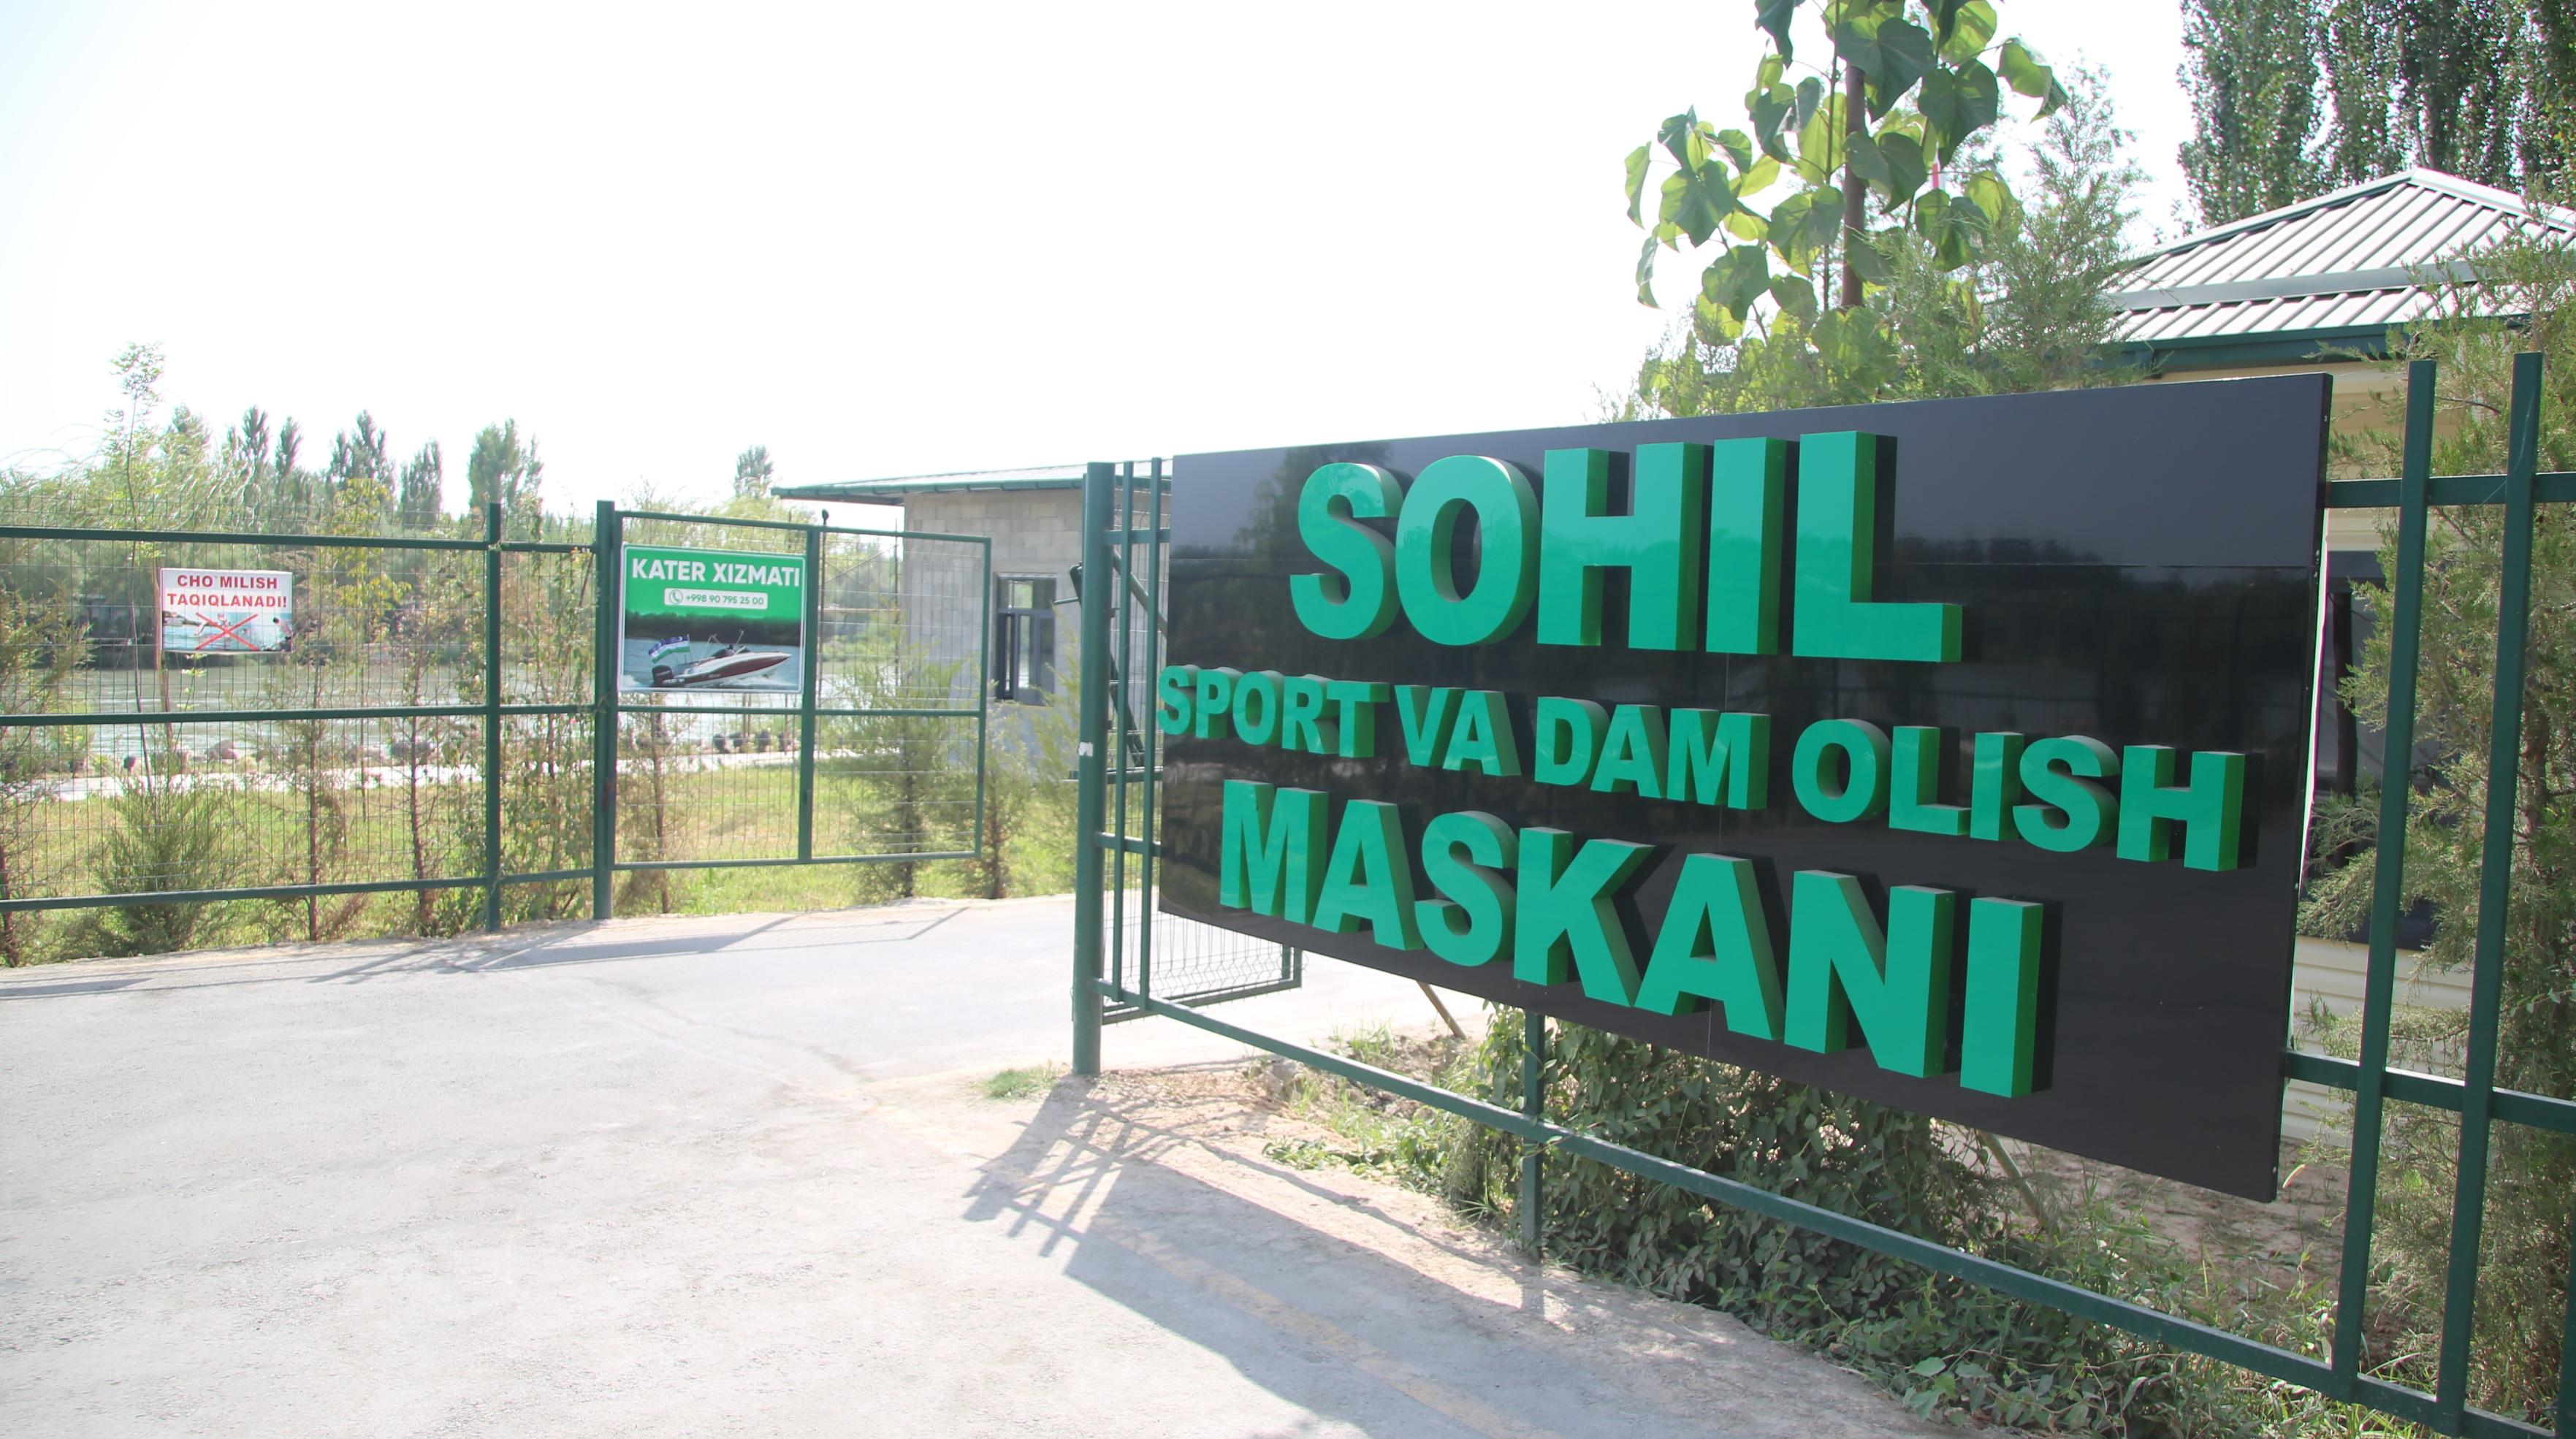 CHO`MILISH
TAQIQLANADI!
KATER XIZMATI
+998 90 795 25 00
SOHIL
SPORT VA DAM OLISH
MASKANI